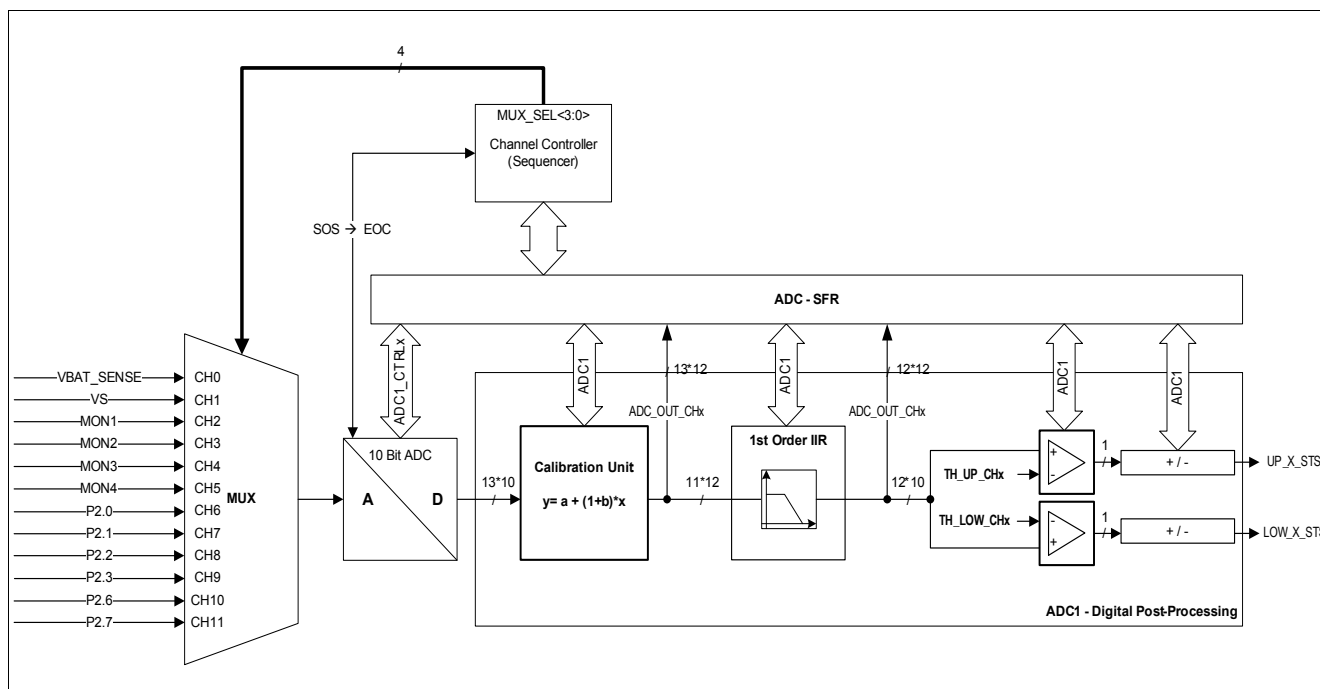 4
MUX_SEL<3:0>
Channel Controller
(Sequencer)
SOS → EOC
ADC - SFR
ADC1_CTRLx
ADC1
13*12
ADC1
12*12
ADC1
ADC1
ADC_OUT_CHx
ADC_OUT_CHx
VBAT_SENSE CH0
VS CH1
MON1 CH2
MON2 CH3
MON3 CH4
MON4 CH5
P2.0 CH6
P2.1 CH7
P2.2 CH8
P2.3 CH9
P2.6 CH10
P2.7 CH11
MUX
10 Bit ADC
A
D
13*10
Calibration Unit
y= a + (1+b)*x
11*12
1st Order IIR
12*10
TH_UP_CHx
+
-
1
+ / -
UP_X_STS
TH_LOW_CHx
-
+
1
+ / -
LOW_X_STS
ADC1 - Digital Post-Processing